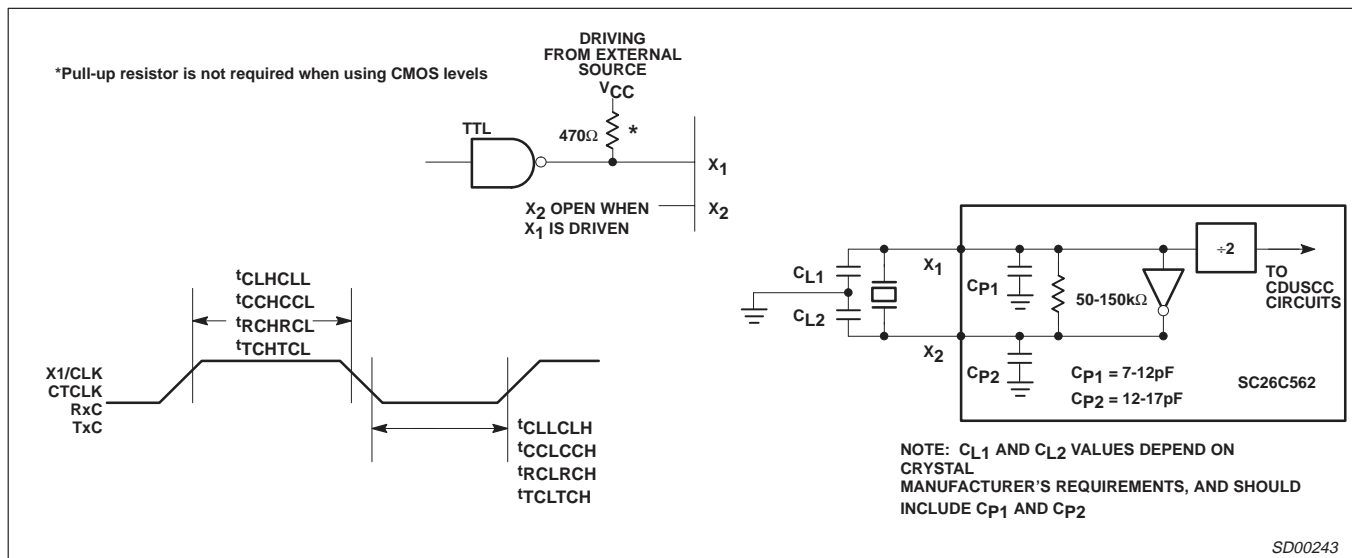 *Pull-up resistor is not required when using CMOS levels
DRIVING
FROM EXTERNAL
SOURCE
VCC
TTL
470Ω
*
X1
X2 OPEN WHEN
X1 IS DRIVEN
X2
tCLHCLL
tCCHCCL
tRCHRCL
tTCHTCL
X1/CLK
CTCLK
RxC
TxC
tCLLCLH
tCCLCCH
tRCLRCH
tTCLTCH
CL1
CL2
X1
X2
CP1
CP2
50-150kΩ
÷2
TO
CDUSCC
CIRCUITS
CP1 = 7-12pF
CP2 = 12-17pF
SC26C562
NOTE: CL1 AND CL2 VALUES DEPEND ON
CRYSTAL
MANUFACTURER'S REQUIREMENTS, AND SHOULD
INCLUDE CP1 AND CP2
SD00243